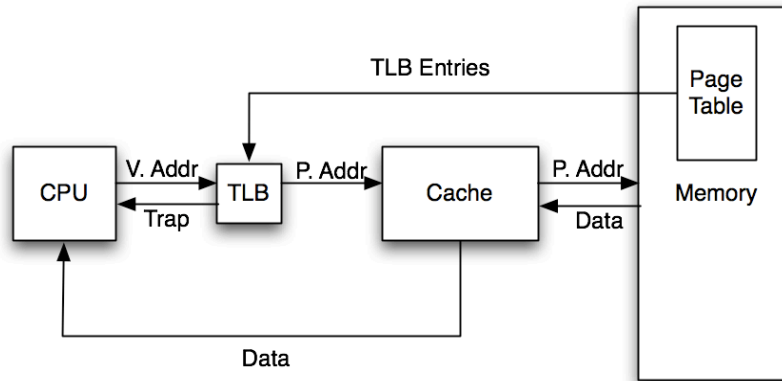 TLB Entries
Page
Table
V. Addr
P. Addr
P. Addr
CPU
TLB
Cache
Memory
Trap
Data
Data